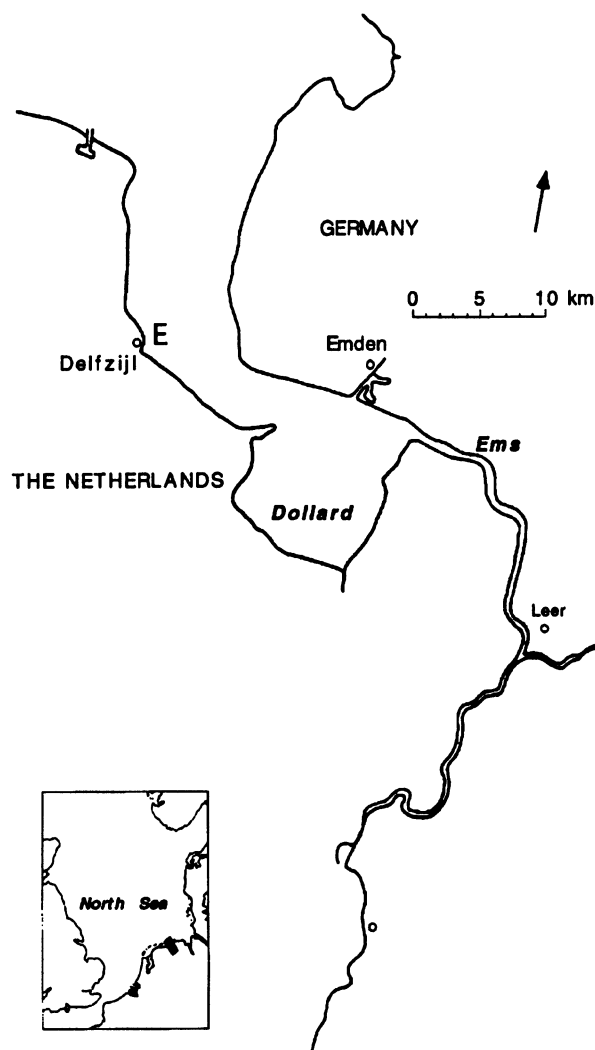 GERMANY
0 5 10 km
Emden
E
Delfzijl
Ems
THE NETHERLANDS
Dollard
Leer
North Sea